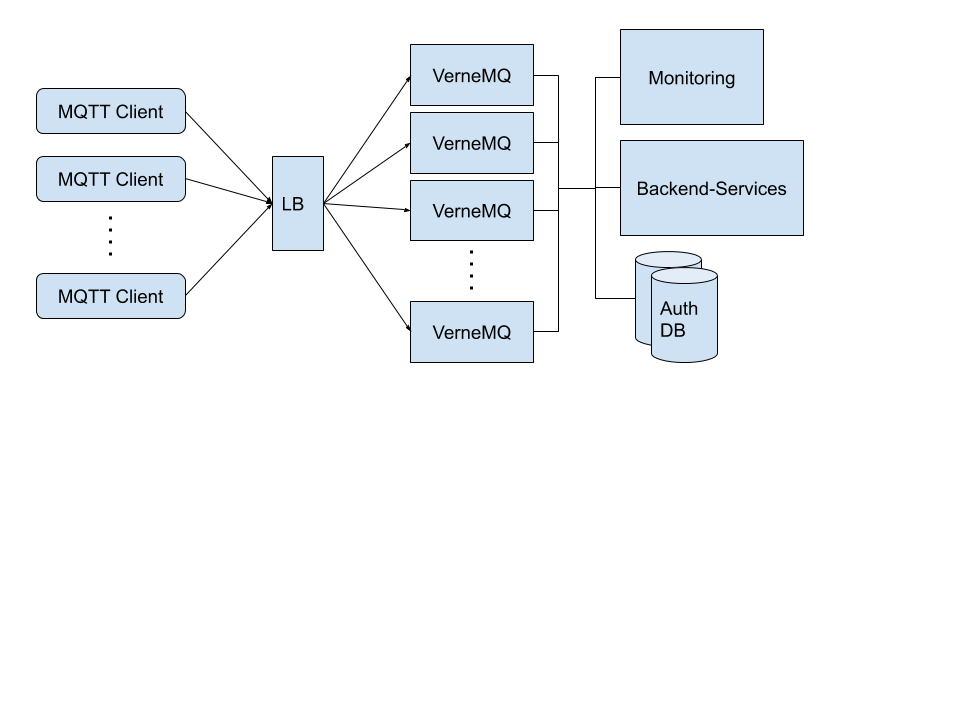 MQTT Client
MQTT Client
MQTT Client
LB
VerneMQ
VerneMQ
VerneMQ
VerneMQ
Monitoring
Backend-Services
Auth
DB